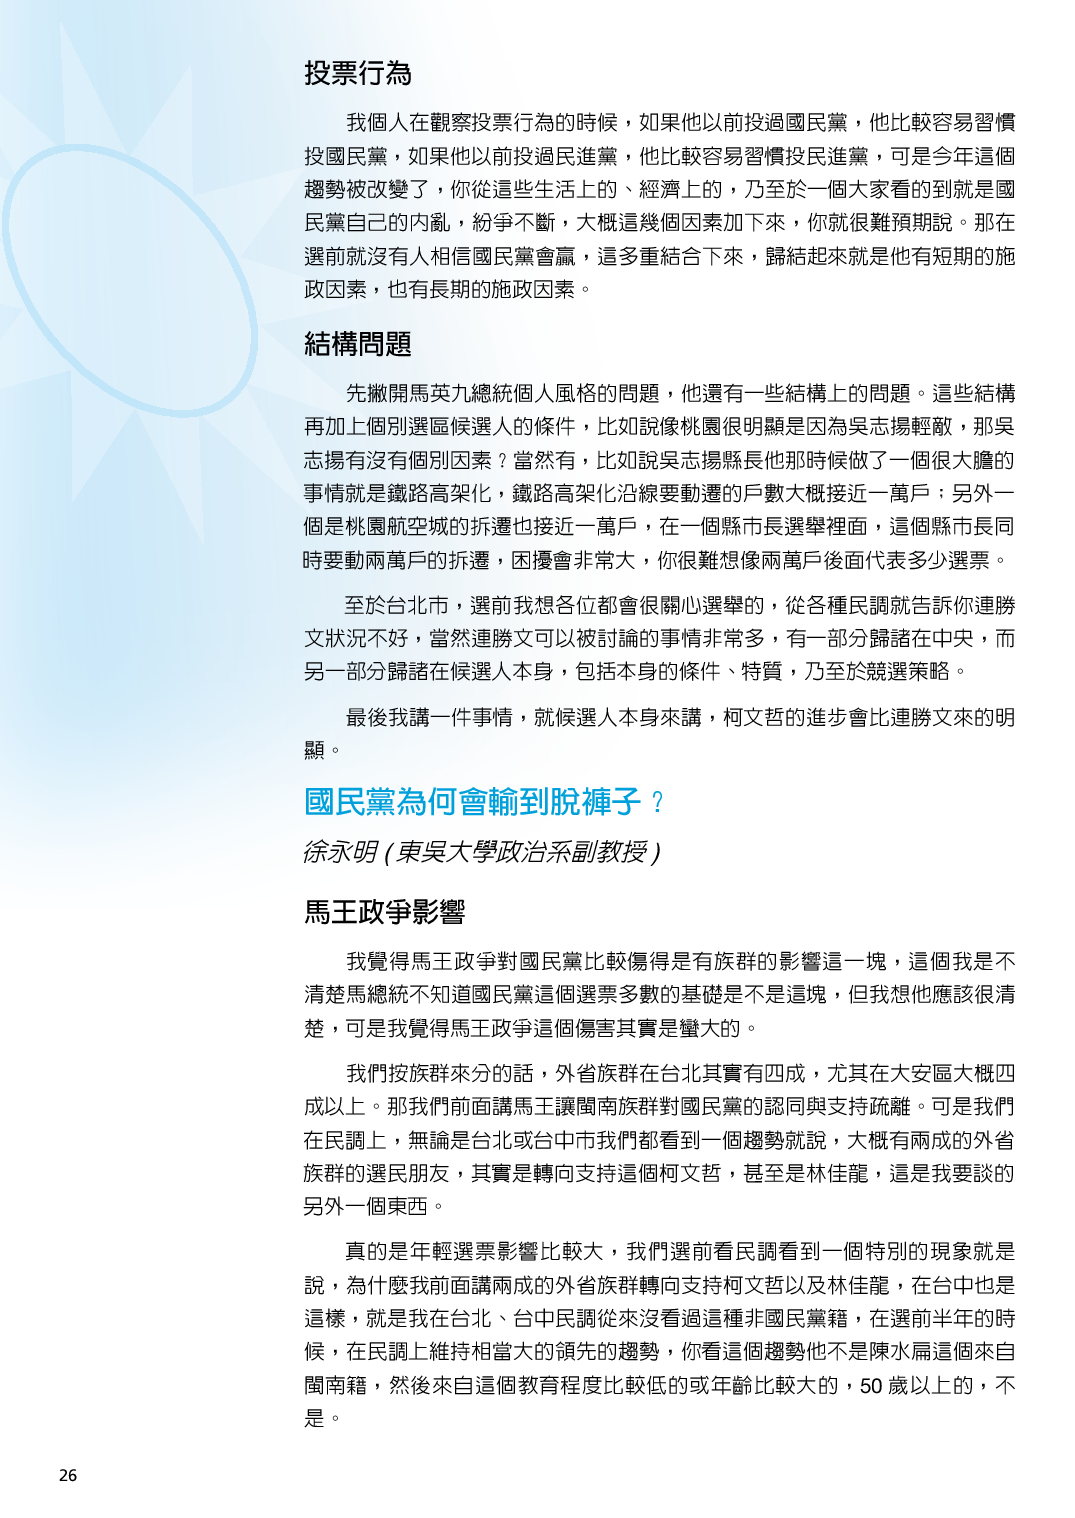 投票行為
我個人在觀察投票行為的時候，如果他以前投過國民黨，他比較容易習慣
投國民黨，如果他以前投過民進黨，他比較容易習慣投民進黨，可是今年這個
趨勢被改變了，你從這些生活上的、經濟上的，乃至於一個大家看的到就是國
民黨自己的內亂，紛爭不斷，大概這幾個因素加下來，你就很難預期說。那在
選前就沒有人相信國民黨會贏，這多重結合下來，歸結起來就是他有短期的施
政因素，也有長期的施政因素。
結構問題
先撇開馬英九總統個人風格的問題，他還有一些結構上的問題。這些結構
再加上個別選區候選人的條件，比如說像桃園很明顯是因為吳志揚輕敵，那吳
志揚有沒有個別因素？當然有，比如說吳志揚縣長他那時候做了一個很大膽的
事情就是鐵路高架化，鐵路高架化沿線要動遷的戶數大概接近一萬戶；另外一
個是桃園航空城的拆遷也接近一萬戶，在一個縣市長選舉裡面，這個縣市長同
時要動兩萬戶的拆遷，困擾會非常大，你很難想像兩萬戶後面代表多少選票。
至於台北市，選前我想各位都會很關心選舉的，從各種民調就告訴你連勝
文狀況不好，當然連勝文可以被討論的事情非常多，有一部分歸諸在中央，而
另一部分歸諸在候選人本身，包括本身的條件、特質，乃至於競選策略。
最後我講一件事情，就候選人本身來講，柯文哲的進步會比連勝文來的明
顯。
國民黨為何會輸到脫褲子？
徐永明 ( 東吳大學政治系副教授 )
馬王政爭影響
我覺得馬王政爭對國民黨比較傷得是有族群的影響這一塊，這個我是不
清楚馬總統不知道國民黨這個選票多數的基礎是不是這塊，但我想他應該很清
楚，可是我覺得馬王政爭這個傷害其實是蠻大的。
我們按族群來分的話，外省族群在台北其實有四成，尤其在大安區大概四
成以上。那我們前面講馬王讓閩南族群對國民黨的認同與支持疏離。可是我們
在民調上，無論是台北或台中市我們都看到一個趨勢就說，大概有兩成的外省
族群的選民朋友，其實是轉向支持這個柯文哲，甚至是林佳龍，這是我要談的
另外一個東西。
真的是年輕選票影響比較大，我們選前看民調看到一個特別的現象就是
說，為什麼我前面講兩成的外省族群轉向支持柯文哲以及林佳龍，在台中也是
這樣，就是我在台北、台中民調從來沒看過這種非國民黨籍，在選前半年的時
候，在民調上維持相當大的領先的趨勢，你看這個趨勢他不是陳水扁這個來自
閩南籍，然後來自這個教育程度比較低的或年齡比較大的，50 歲以上的，不
是。
26